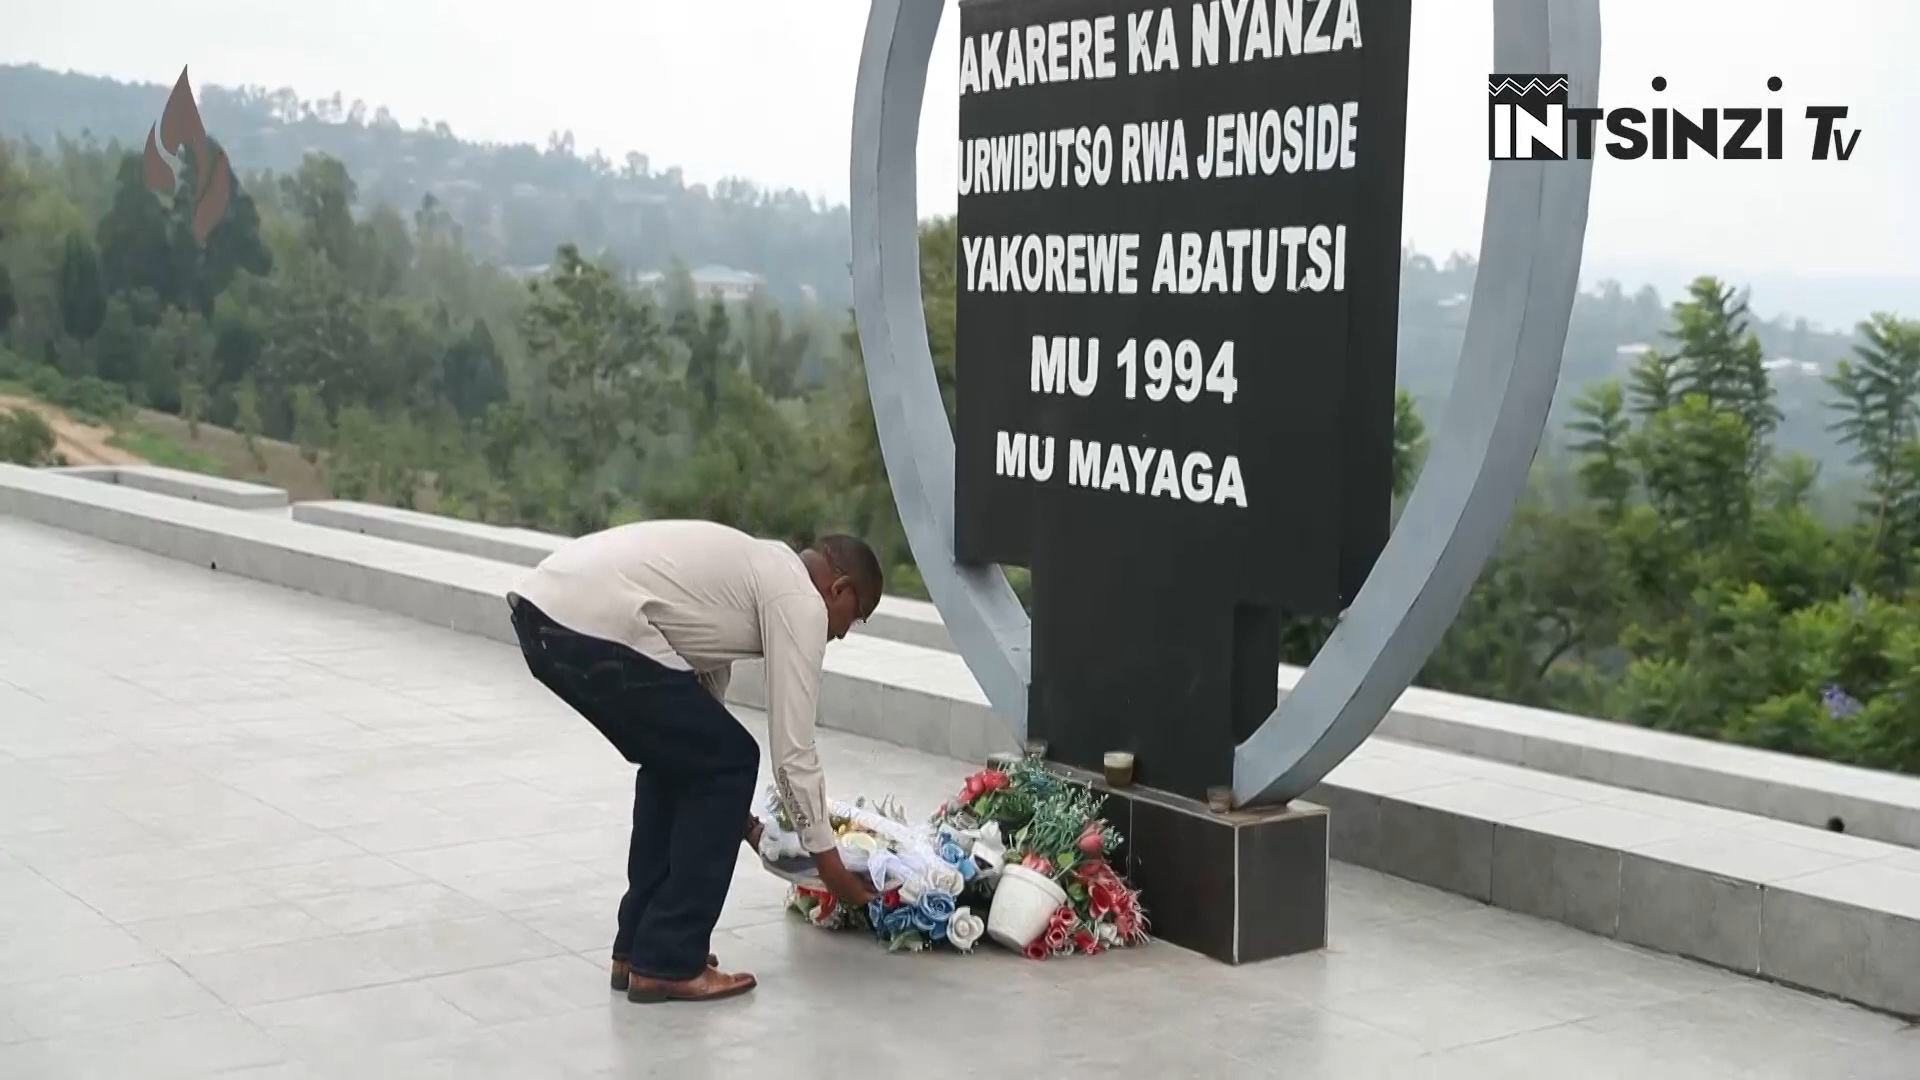 AKARERE KA NYANZA
URWIBUTSO RWA JENOSIDE
YAKOREWE ABATUTSI
MU 1994
MU MAYAGA
INTSINZI TV